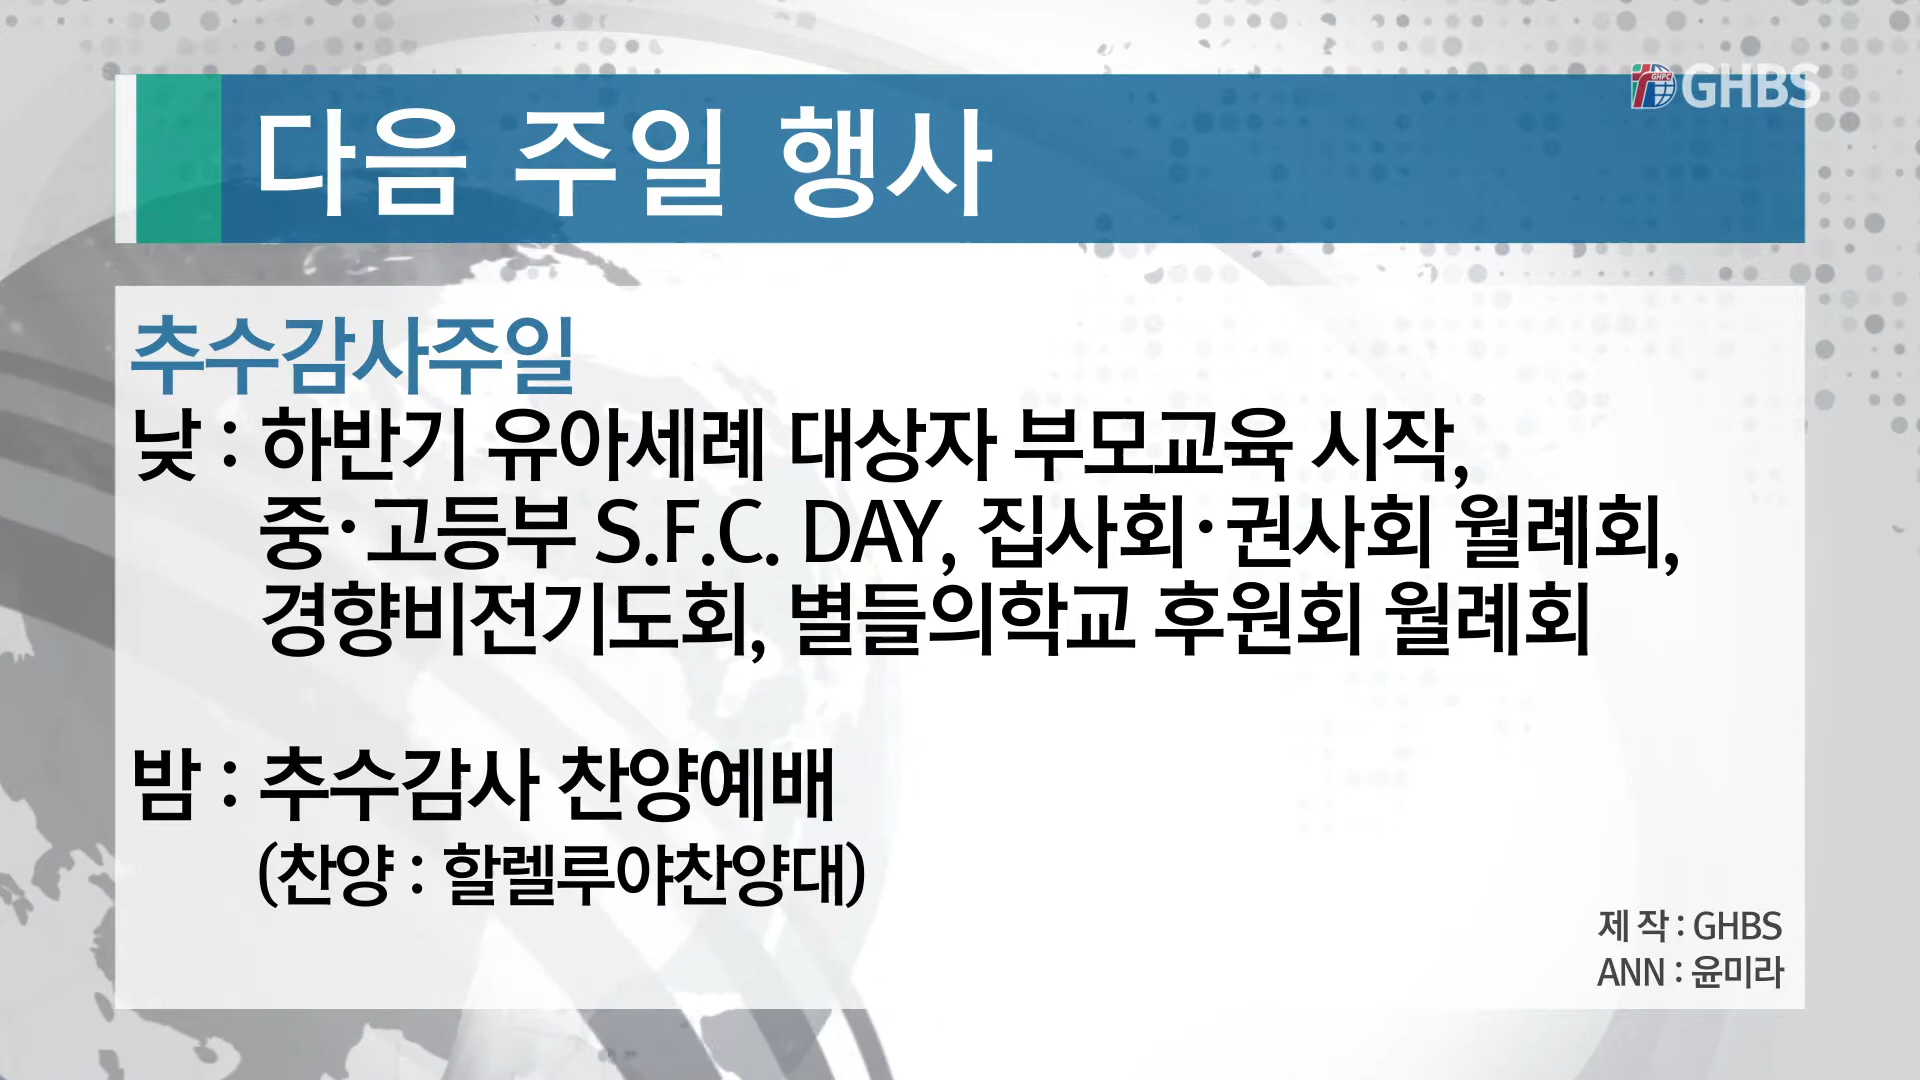 GHPC GHBS
다음 주일 행사
추수감사주일
낮 : 하반기 유아세례 대상자 부모교육 시작,
중·고등부 S.F.C. DAY, 집사회·권사회 월례회,
경향비전기도회, 별들의학교 후원회 월례회
밤 : 추수감사 찬양예배
(찬양 : 할렐루야찬양대)
제 작 : GHBS
ANN : 윤미라